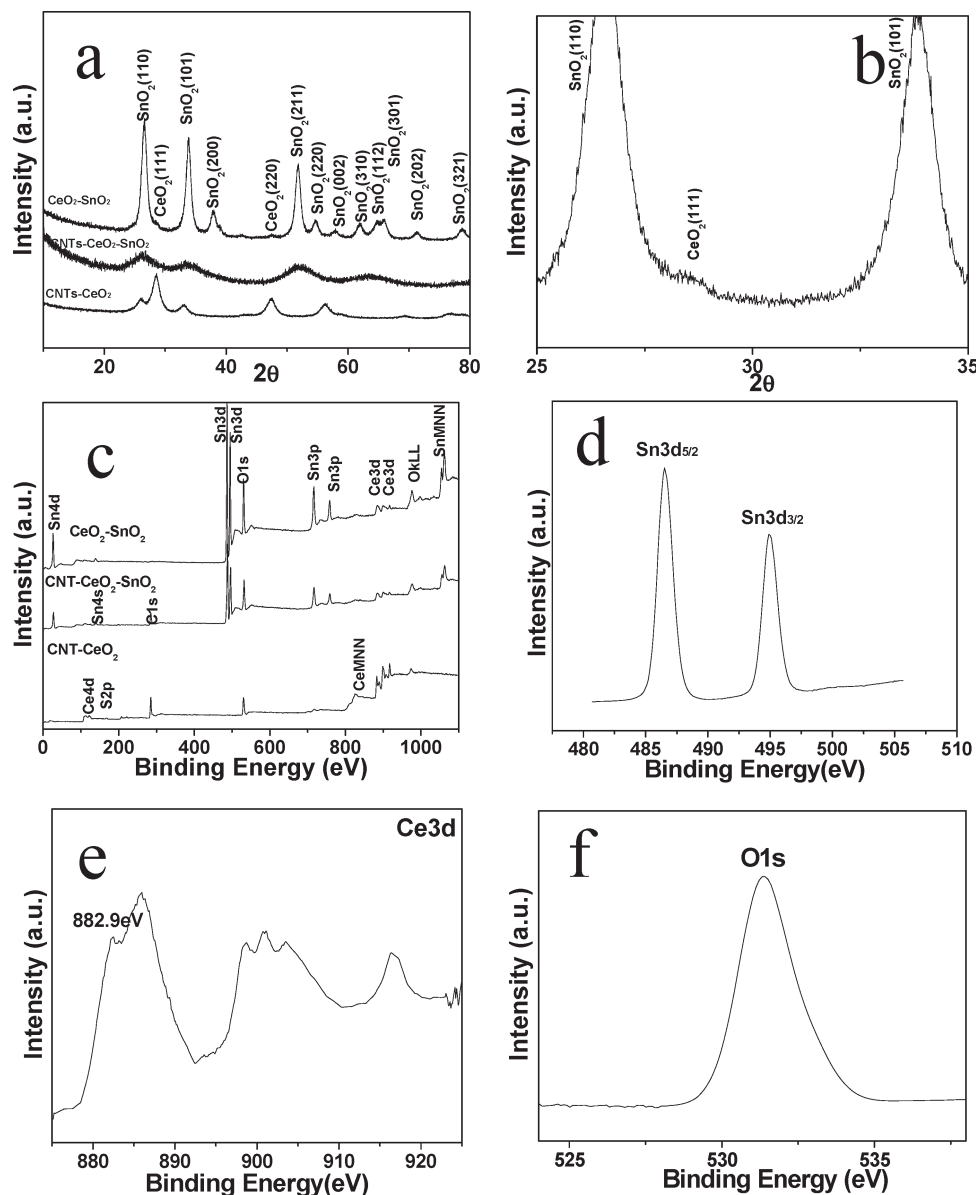 a
SnO₂(110)
CeO₂(111)
SnO₂(101)
SnO₂(200)
CeO₂(220)
SnO₂(211)
SnO₂(220)
SnO₂(002)
SnO₂(310)
SnO₂(112)
SnO₂(301)
SnO₂(202)
SnO₂(321)
CeO₂-SnO₂
CNTs-CeO₂-SnO₂
CNTs-CeO₂
Intensity (a.u.)
20 40 60 80
2θ
b
SnO₂(110)
CeO₂(111)
SnO₂(101)
Intensity (a.u.)
25 30 35
2θ
c
Sn4d
Sn3d
Sn3d
O1s
Sn3p
Sn3p
Ce3d
Ce3d
OkLL
SnMNN
CeO₂-SnO₂
CNT-CeO₂-SnO₂
Sn4s
C1s
CNT-CeO₂
Ce4d
S2p
CeMNN
Intensity (a.u.)
0 200 400 600 800 1000
Binding Energy (eV)
d
Sn3d5/2
Sn3d3/2
Intensity (a.u.)
480 485 490 495 500 505 510
Binding Energy(eV)
e
Ce3d
882.9eV
Intensity (a.u.)
880 890 900 910 920
Binding Energy(eV)
f
O1s
Intensity (a.u.)
525 530 535
Binding Energy(eV)